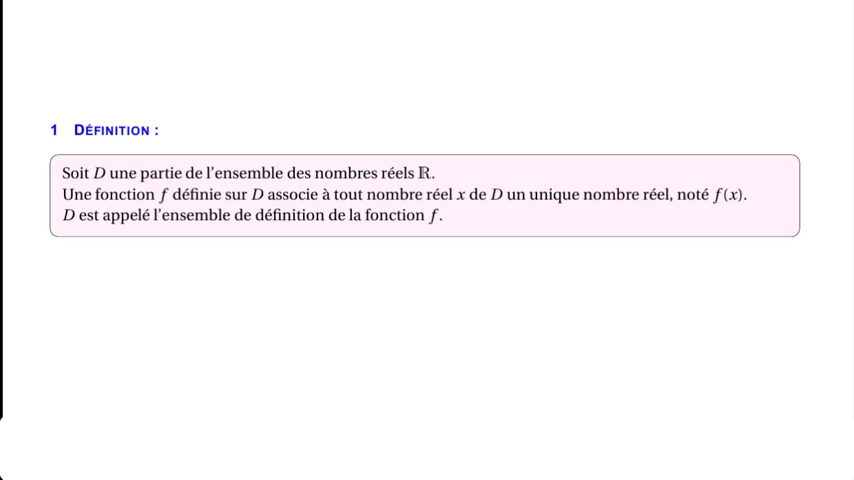 1 DÉFINITION :
Soit D une partie de l'ensemble des nombres réels ℝ.
Une fonction f définie sur D associe à tout nombre réel x de D un unique nombre réel, noté f(x).
D est appelé l'ensemble de définition de la fonction f.